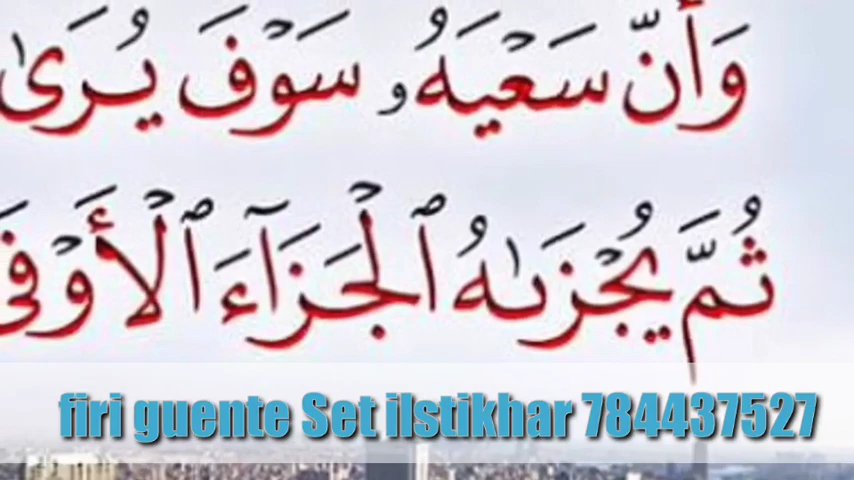 وَأَنَّ سَعْيَهُۥ سَوْفَ يُرَىٰ
ثُمَّ يُجْزَىٰهُ ٱلْجَزَآءَ ٱلْأَوْفَىٰ
firi guente Set ilstikhar 784437527